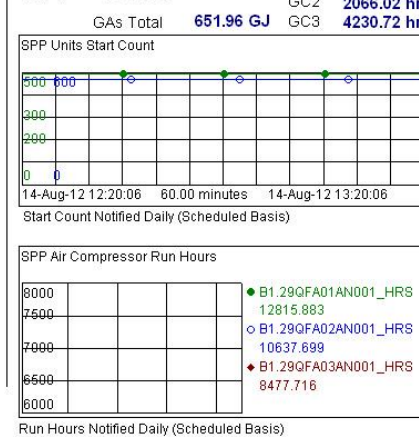 GC2 2066.02 hr
GAs Total 651.96 GJ GC3 4230.72 hr
SPP Units Start Count
500 600
300
200
0 0
14-Aug-12 12:20:06 60.00 minutes 14-Aug-12 13:20:06
Start Count Notified Daily (Scheduled Basis)
SPP Air Compressor Run Hours
8000
7500
7000
6500
6000
B1.29QFA01AN001_HRS
12815.883
B1.29QFA02AN001_HRS
10637.699
B1.29QFA03AN001_HRS
8477.716
Run Hours Notified Daily (Scheduled Basis)